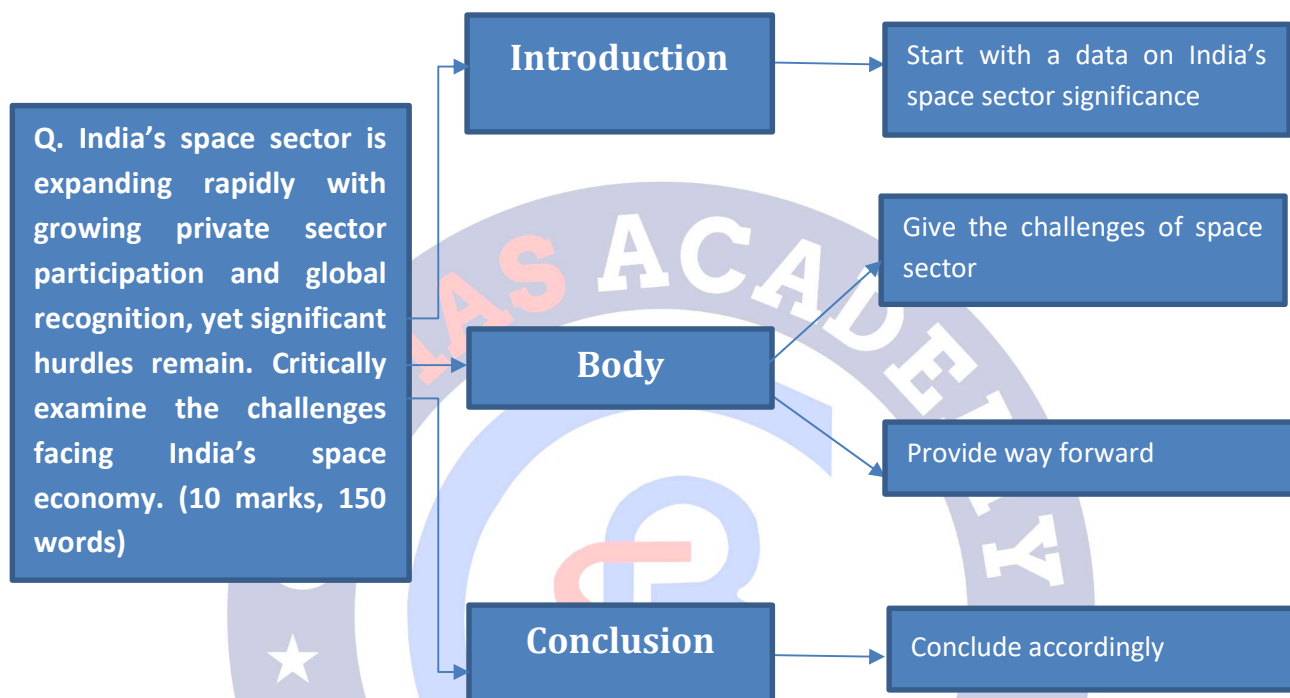 Q. India’s space sector is
expanding rapidly with
growing private sector
participation and global
recognition, yet significant
hurdles remain. Critically
examine the challenges
facing India’s space
economy. (10 marks, 150
words)
Introduction
Start with a data on India’s
space sector significance
Body
Give the challenges of space
sector
Provide way forward
Conclusion
Conclude accordingly
IAS ACADEMY